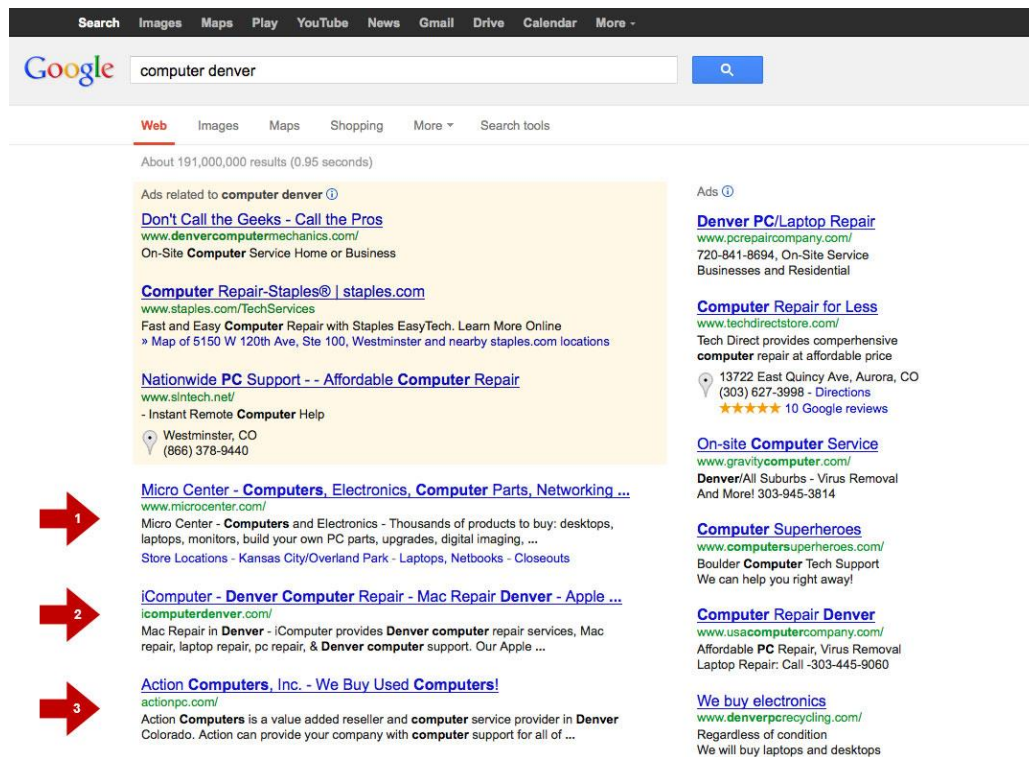 Search Images Maps Play YouTube News Gmail Drive Calendar More
Google
computer denver
Web Images Maps Shopping More Search tools
About 191,000,000 results (0.95 seconds)
Ads related to computer denver
Don't Call the Geeks - Call the Pros
www.denvercomputermechanics.com/
On-Site Computer Service Home or Business
Computer Repair-Staples® | staples.com
www.staples.com/TechServices
Fast and Easy Computer Repair with Staples EasyTech. Learn More Online
» Map of 5150 W 120th Ave, Ste 100, Westminster and nearby staples.com locations
Nationwide PC Support - - Affordable Computer Repair
www.slntech.net/
- Instant Remote Computer Help
Westminster, CO
(866) 378-9440
1
Micro Center - Computers, Electronics, Computer Parts, Networking ...
www.microcenter.com/
Micro Center - Computers and Electronics - Thousands of products to buy: desktops,
laptops, monitors, build your own PC parts, upgrades, digital imaging, ...
Store Locations - Kansas City/Overland Park - Laptops, Netbooks - Closeouts
2
iComputer - Denver Computer Repair - Mac Repair Denver - Apple ...
icomputerdenver.com/
Mac Repair in Denver - iComputer provides Denver computer repair services, Mac
repair, laptop repair, pc repair, & Denver computer support. Our Apple ...
3
Action Computers, Inc. - We Buy Used Computers!
actionpc.com/
Action Computers is a value added reseller and computer service provider in Denver
Colorado. Action can provide your company with computer support for all of ...
Ads
Denver PC/Laptop Repair
www.pcrepaircompany.com/
720-841-8694, On-Site Service
Businesses and Residential
Computer Repair for Less
www.techdirectstore.com/
Tech Direct provides comperhensive
computer repair at affordable price
13722 East Quincy Ave, Aurora, CO
(303) 627-3998 - Directions
10 Google reviews
On-site Computer Service
www.gravitycomputer.com/
Denver/All Suburbs - Virus Removal
And More! 303-945-3814
Computer Superheroes
www.computersuperheroes.com/
Boulder Computer Tech Support
We can help you right away!
Computer Repair Denver
www.usacomputercompany.com/
Affordable PC Repair, Virus Removal
Laptop Repair: Call -303-445-9060
We buy electronics
www.denverpcrecycling.com/
Regardless of condition
We will buy laptops and desktops